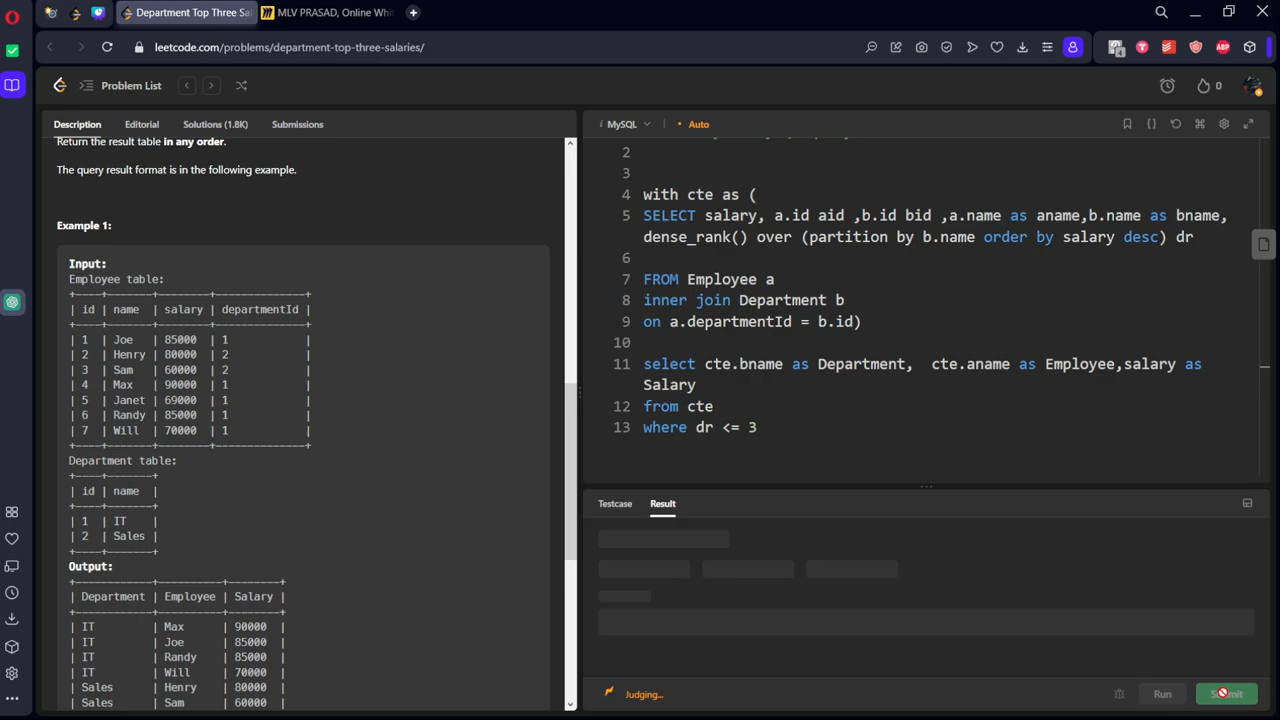 Department Top Three Sal
MLV PRASAD, Online Whi
leetcode.com/problems/department-top-three-salaries/
4
ABP
Problem List
0
Description Editorial Solutions (1.8K) Submissions
Return the result table in any order.
The query result format is in the following example.
Example 1:
Input:
Employee table:
+----+-------+--------+--------------+
| id | name | salary | departmentId |
+----+-------+--------+--------------+
| 1 | Joe | 85000 | 1 |
| 2 | Henry | 80000 | 2 |
| 3 | Sam | 60000 | 2 |
| 4 | Max | 90000 | 1 |
| 5 | Janet | 69000 | 1 |
| 6 | Randy | 85000 | 1 |
| 7 | Will | 70000 | 1 |
+----+-------+--------+--------------+
Department table:
+----+-------+
| id | name |
+----+-------+
| 1 | IT |
| 2 | Sales |
+----+-------+
Output:
+------------+----------+--------+
| Department | Employee | Salary |
+------------+----------+--------+
| IT | Max | 90000 |
| IT | Joe | 85000 |
| IT | Randy | 85000 |
| IT | Will | 70000 |
| Sales | Henry | 80000 |
| Sales | Sam | 60000 |
i MySQL • Auto
2
3
4 with cte as (
5 SELECT salary, a.id aid ,b.id bid ,a.name as aname,b.name as bname,
dense_rank() over (partition by b.name order by salary desc) dr
6
7 FROM Employee a
8 inner join Department b
9 on a.departmentId = b.id)
10
11 select cte.bname as Department, cte.aname as Employee,salary as
Salary
12 from cte
13 where dr <= 3
Testcase Result
Judging...
Run
Submit